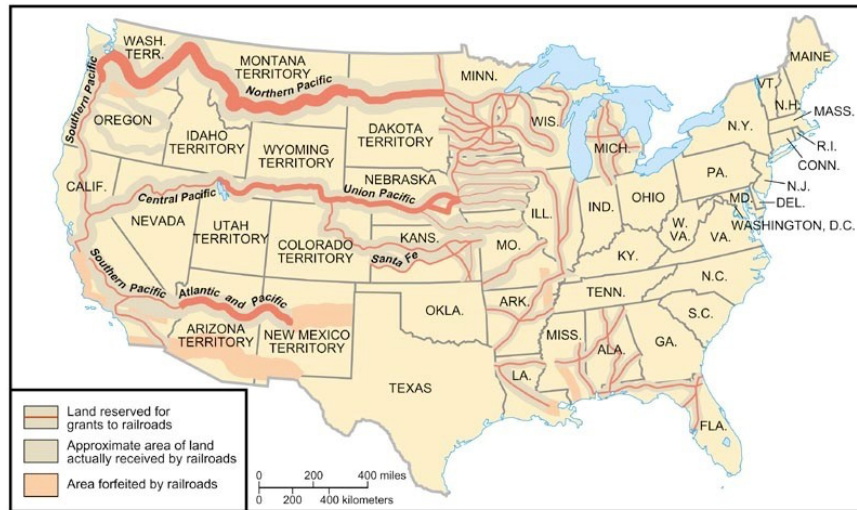 WASH.
TERR.
MONTANA
TERRITORY
Northern Pacific
MINN.
MAINE
VT.
N.H.
MASS.
Southern Pacific
OREGON
IDAHO
TERRITORY
WYOMING
TERRITORY
DAKOTA
TERRITORY
WIS.
MICH.
N.Y.
R.I.
CONN.
NEBRASKA
Union Pacific
CALIF.
Central Pacific
NEVADA
UTAH
TERRITORY
COLORADO
TERRITORY
KANS.
Santa Fe
MO.
ILL.
IND.
OHIO
PA.
N.J.
MD.
DEL.
WASHINGTON, D.C.
W.
VA.
VA.
KY.
Southern Pacific
Atlantic and Pacific
ARIZONA
TERRITORY
NEW MEXICO
TERRITORY
OKLA.
ARK.
TENN.
N.C.
S.C.
TEXAS
LA.
MISS.
ALA.
GA.
FLA.
Land reserved for
grants to railroads
Approximate area of land
actually received by railroads
Area forfeited by railroads
0 200 400 miles
0 200 400 kilometers